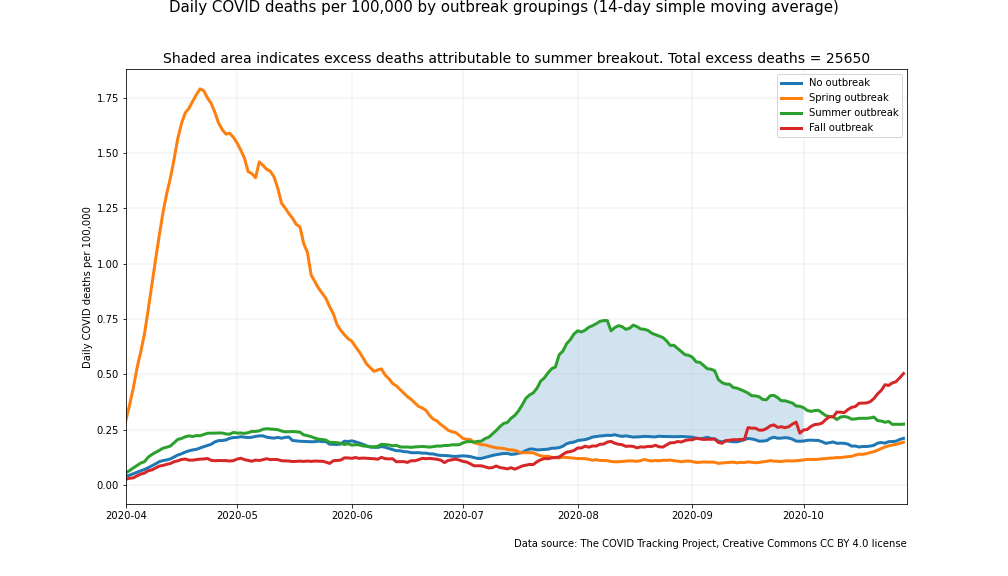 Daily COVID deaths per 100,000 by outbreak groupings (14-day simple moving average)
Shaded area indicates excess deaths attributable to summer breakout. Total excess deaths = 25650
No outbreak
Spring outbreak
Summer outbreak
Fall outbreak
Daily COVID deaths per 100,000
1.75
1.50
1.25
1.00
0.75
0.50
0.25
0.00
2020-04 2020-05 2020-06 2020-07 2020-08 2020-09 2020-10
Data source: The COVID Tracking Project, Creative Commons CC BY 4.0 license